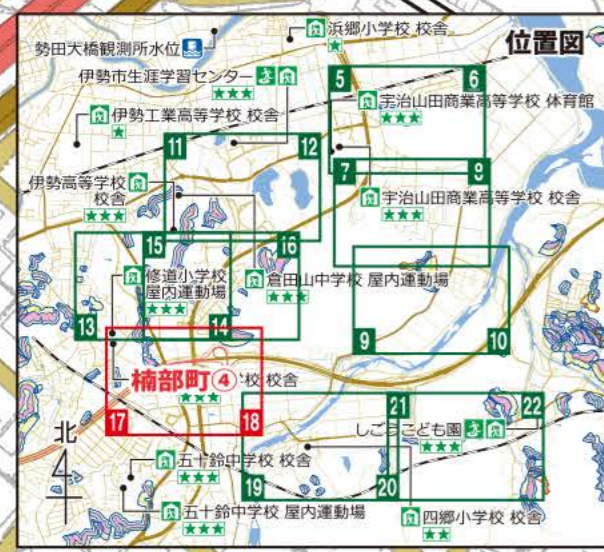 位置図
浜郷小学校 校舎
★
勢田大橋観測所水位
伊勢市生涯学習センター
★★★
5
6
宇治山田商業高等学校 体育館
★★★
伊勢工業高等学校 校舎
★
11
12
7
8
伊勢高等学校
校舎
★★★
宇治山田商業高等学校 校舎
★★★
15
16
修道小学校
屋内運動場
★★★
倉田山中学校 屋内運動場
★★★
13
14
9
10
楠部町④
校 校舎
★★★
17
18
21
22
しごうこども園
★★★
北
五十鈴中学校 校舎
★★★
19
20
五十鈴中学校 屋内運動場
★★★
四郷小学校 校舎
★★